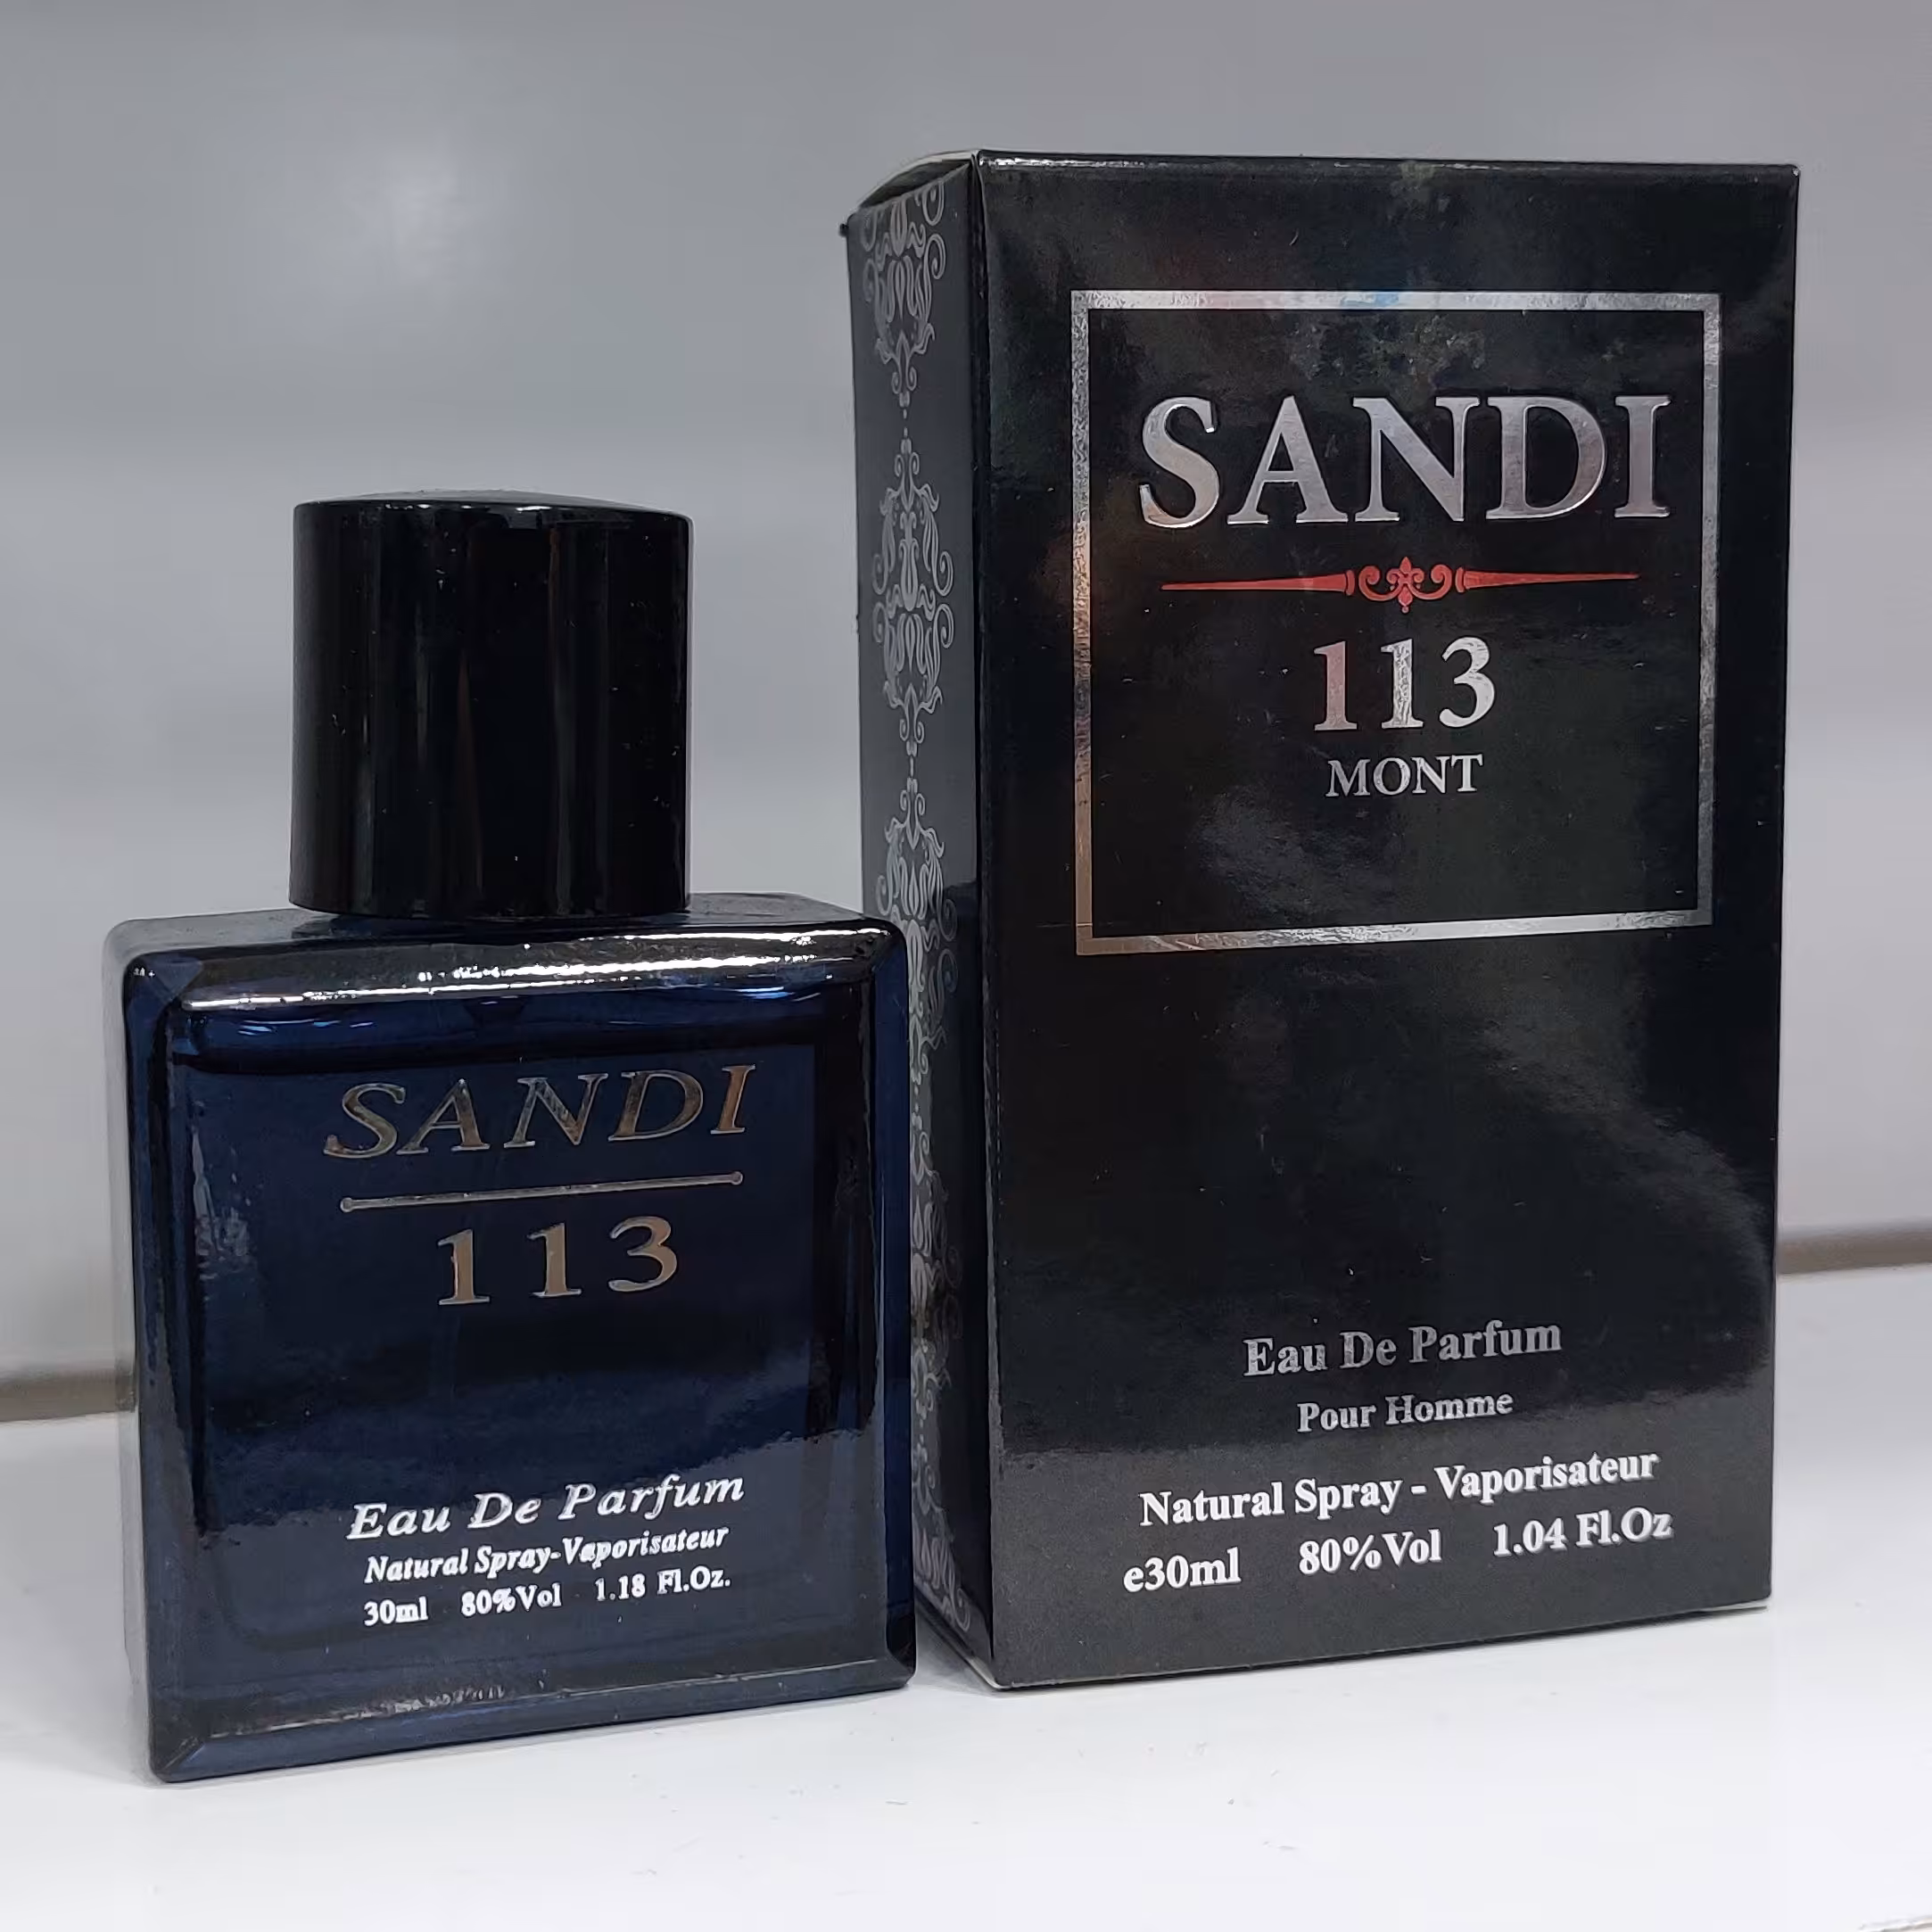 SANDI
113
Eau De Parfum
Natural Spray-Vaporisateur
30ml 80%Vol 1.18 Fl.Oz.
SANDI
113
MONT
Eau De Parfum
Pour Homme
Natural Spray - Vaporisateur
e30ml 80%Vol 1.04 Fl.Oz